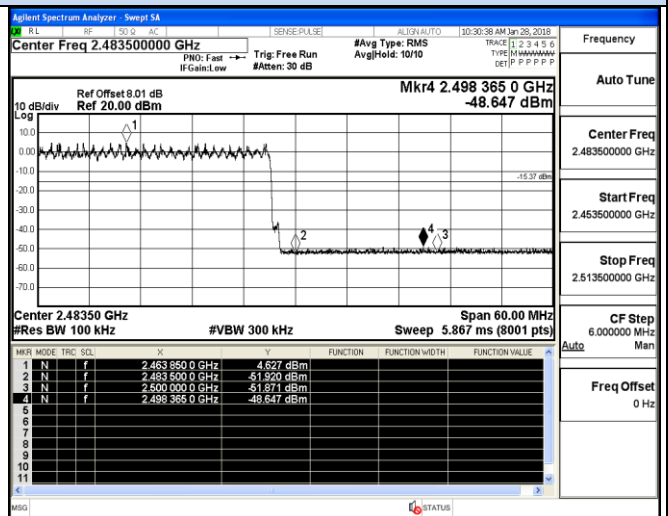 Agilent Spectrum Analyzer - Swept SA
RL RF 50 Ω AC SENSE:PULSE ALIGN AUTO 10:30:38 AM Jan 28, 2018
Center Freq 2.483500000 GHz
PNO: Fast
IFGain:Low
Trig: Free Run
#Atten: 30 dB
#Avg Type: RMS
Avg|Hold: 10/10
TRACE 1 2 3 4 5 6
TYPE M W W W W W
DET P P P P P P
Ref Offset 8.01 dB
10 dB/div Ref 20.00 dBm
Log
Mkr4 2.498 365 0 GHz
-48.647 dBm
10.0
0.00
-10.0
-20.0
-30.0
-40.0
-50.0
-60.0
-70.0
1
2
4
3
-15.37 dBm
Center 2.48350 GHz Span 60.00 MHz
#Res BW 100 kHz #VBW 300 kHz Sweep 5.867 ms (8001 pts)
MKR MODE TRC SCL X Y FUNCTION FUNCTION WIDTH FUNCTION VALUE
1 N f 2.463 850 0 GHz 4.627 dBm
2 N f 2.483 500 0 GHz -51.920 dBm
3 N f 2.500 000 0 GHz -51.871 dBm
4 N f 2.498 365 0 GHz -48.647 dBm
5
6
7
8
9
10
11
MSG STATUS
Frequency
Auto Tune
Center Freq
2.483500000 GHz
Start Freq
2.453500000 GHz
Stop Freq
2.513500000 GHz
CF Step
6.000000 MHz
Auto Man
Freq Offset
0 Hz